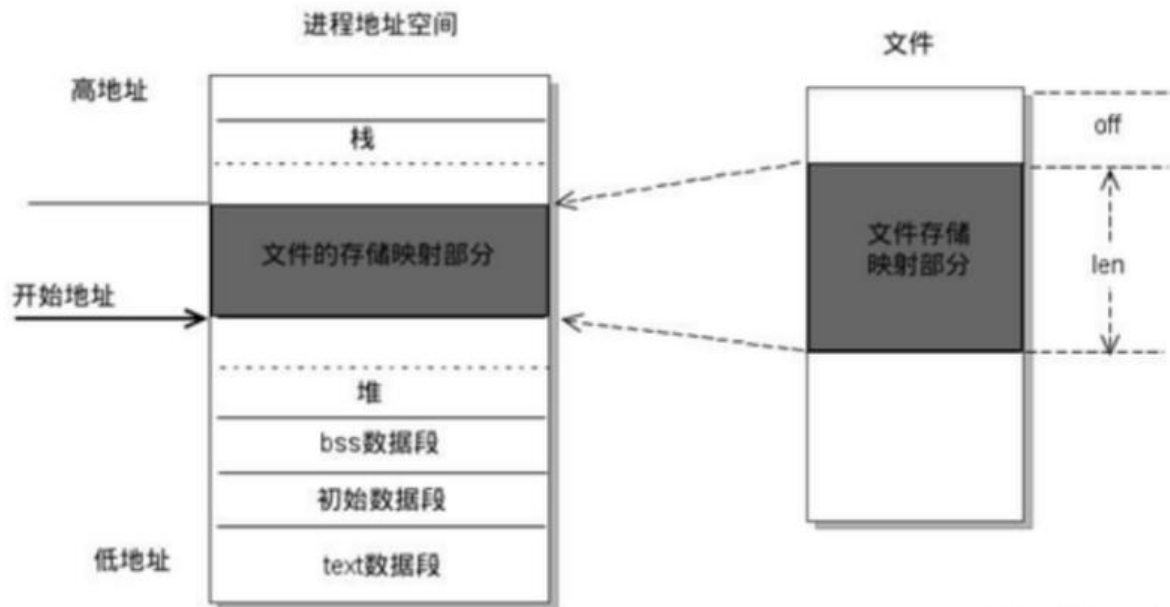 进程地址空间
文件
高地址
off
栈
文件的存储映射部分
文件存储
映射部分
len
开始地址
堆
bss数据段
初始数据段
低地址
text数据段